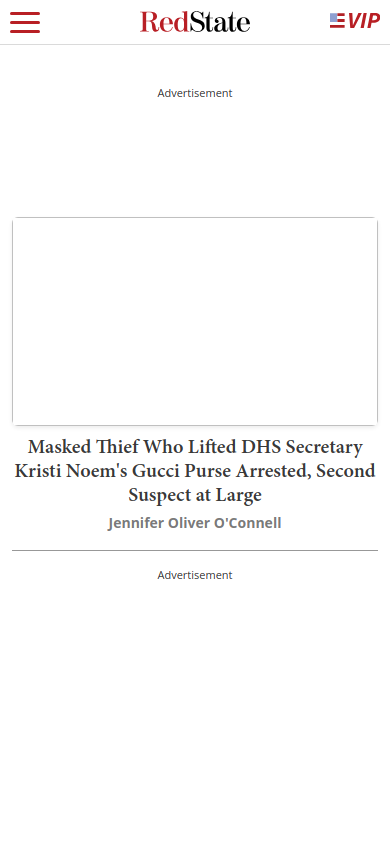 RedState
VIP
Advertisement
Masked Thief Who Lifted DHS Secretary
Kristi Noem's Gucci Purse Arrested, Second
Suspect at Large
Jennifer Oliver O'Connell
Advertisement